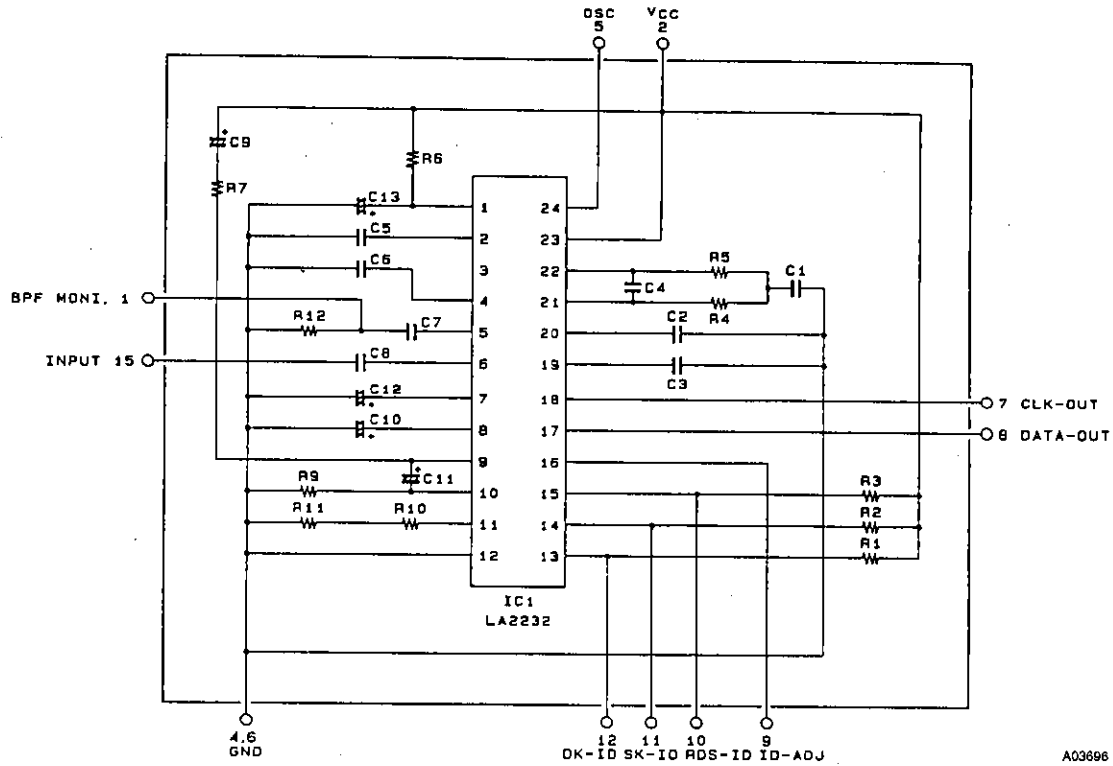 OSC VCC
5 2
C9
R6
R7
C13
1 24
C5
2 23
C6
3 22 R5 C1
C4
4 21 R4
BPF MONI. 1
R12 C7 C2
5 20
INPUT 15 C8
6 19 C3
C12
7 18 7 CLK-OUT
C10
8 17 8 DATA-OUT
9 16
C11
R9 R3
10 15
R11 R10 R2
11 14
R1
12 13
IC1
LA2232
4,6 12 11 10 9
GND DK-ID SK-ID RDS-ID ID-ADJ
A03696